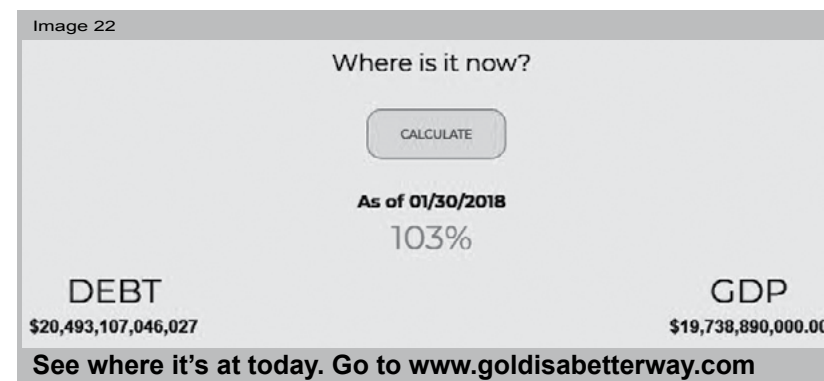 Image 22
Where is it now?
CALCULATE
As of 01/30/2018
103%
DEBT GDP
$20,493,107,046,027 $19,738,890,000.00
See where it's at today. Go to www.goldisabetterway.com